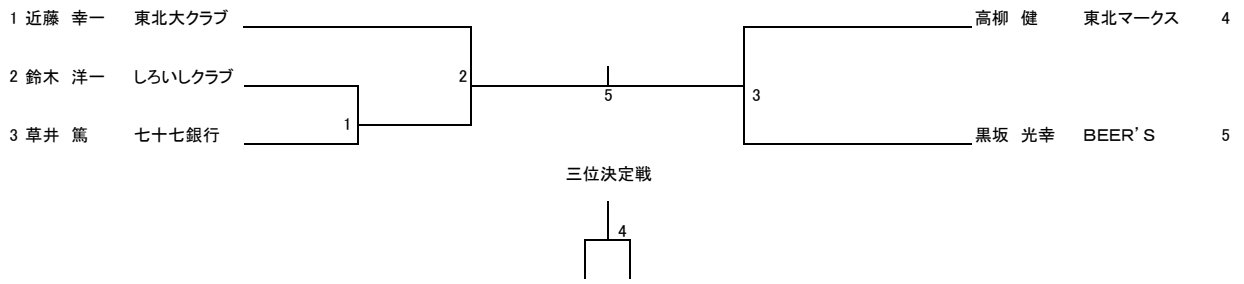 1 近藤 幸一 東北大クラブ 高柳 健 東北マークス 4
2 鈴木 洋一 しろいしクラブ 2
5 3
3 草井 篤 七十七銀行 1 黒坂 光幸 BEER'S 5
三位決定戦
4